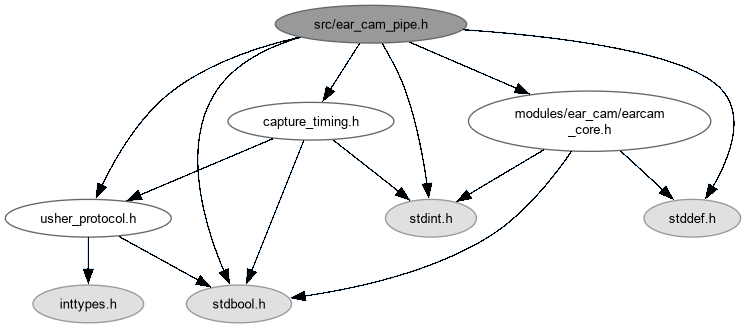 src/ear_cam_pipe.h
capture_timing.h
modules/ear_cam/earcam
_core.h
usher_protocol.h
stdint.h
stddef.h
inttypes.h
stdbool.h